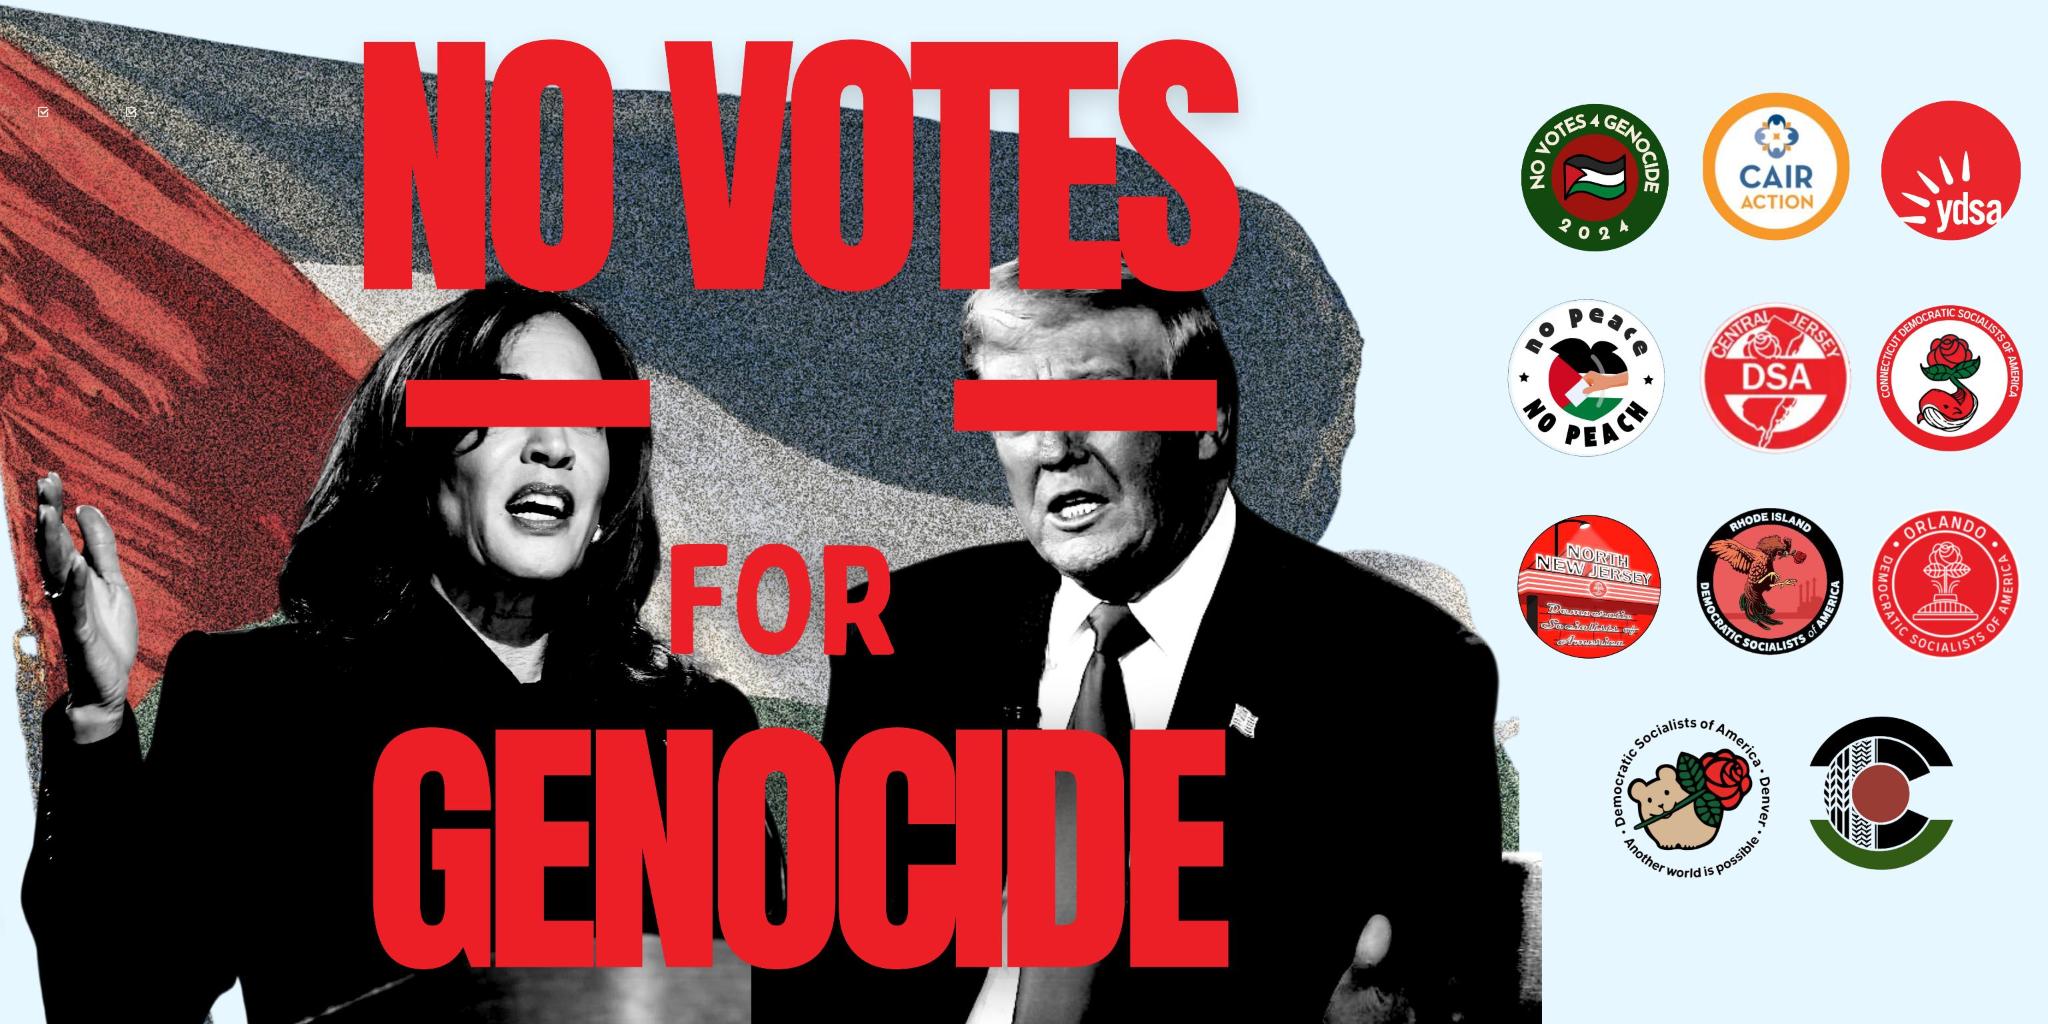 NO VOTES
FOR
GENOCIDE
NO VOTES 4 GENOCIDE
2024
CAIR
ACTION
ydsa
no peace
NO PEACH
CENTRAL JERSEY
DSA
CONNECTICUT DEMOCRATIC SOCIALISTS OF AMERICA
NORTH
NEW JERSEY
Democratic
Socialists of
America
RHODE ISLAND
DEMOCRATIC SOCIALISTS of AMERICA
• ORLANDO •
DEMOCRATIC SOCIALISTS OF AMERICA
• Democratic Socialists of America • Denver •
Another world is possible